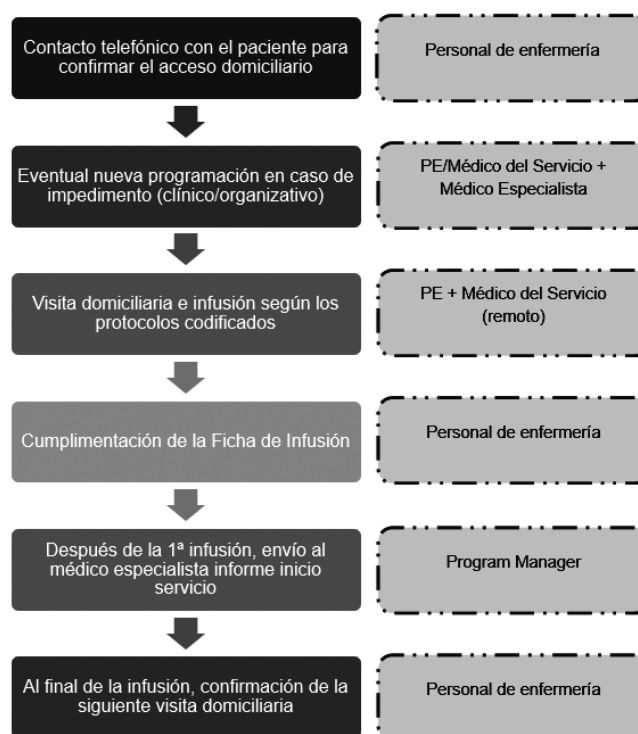 Contacto telefónico con el paciente para
confirmar el acceso domiciliario
Personal de enfermería
Eventual nueva programación en caso de
impedimento (clínico/organizativo)
PE/Médico del Servicio +
Médico Especialista
Visita domiciliaria e infusión según los
protocolos codificados
PE + Médico del Servicio
(remoto)
Cumplimentación de la Ficha de Infusión
Personal de enfermería
Después de la 1ª infusión, envío al
médico especialista informe inicio
servicio
Program Manager
Al final de la infusión, confirmación de la
siguiente visita domiciliaria
Personal de enfermería